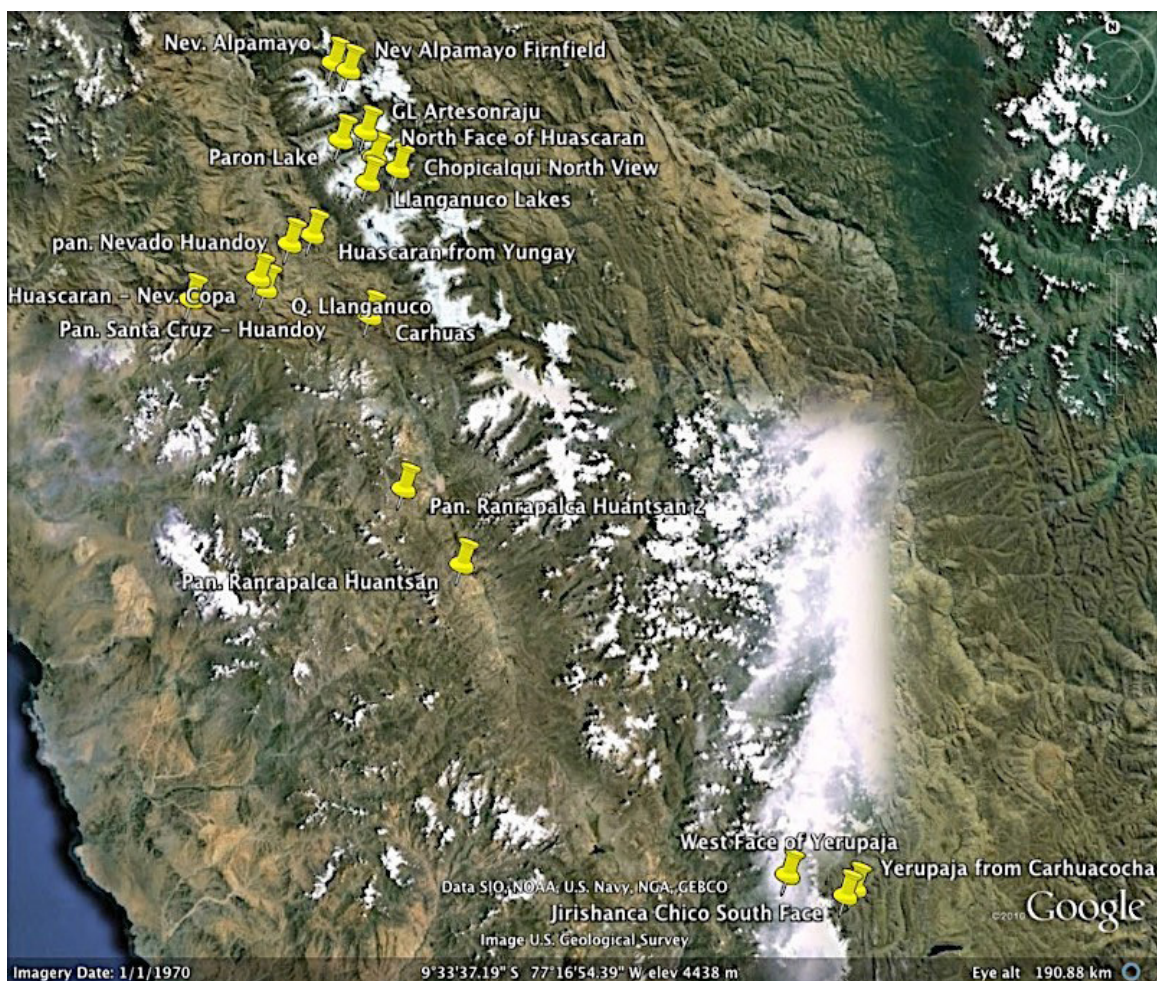 N
Nev. Alpamayo
Nev Alpamayo Firnfield
GL Artesonraju
North Face of Huascaran
Paron Lake
Chopicalqui North View
Llanganuco Lakes
pan. Nevado Huandoy
Huascaran from Yungay
Huascaran - Nev. Copa
Q. Llanganuco
Pan. Santa Cruz - Huandoy
Carhuas
Pan. Ranrapalca Huantsan 2
Pan. Ranrapalca Huantsan
West Face of Yerupaja
Yerupaja from Carhuacocha
Data SIO, NOAA, U.S. Navy, NGA, GEBCO
Jirishanca Chico South Face
©2010 Google
Image U.S. Geological Survey
Imagery Date: 1/1/1970 9°33'37.19" S 77°16'54.39" W elev 4438 m Eye alt 190.88 km